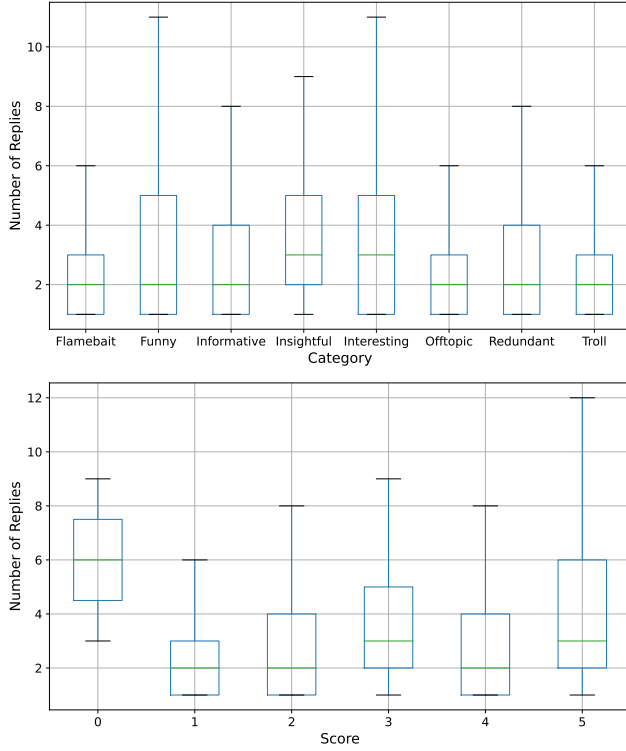 10
8
6
4
2
Number of Replies
Flamebait Funny Informative Insightful Interesting Offtopic Redundant Troll
Category
12
10
8
6
4
2
Number of Replies
0 1 2 3 4 5
Score